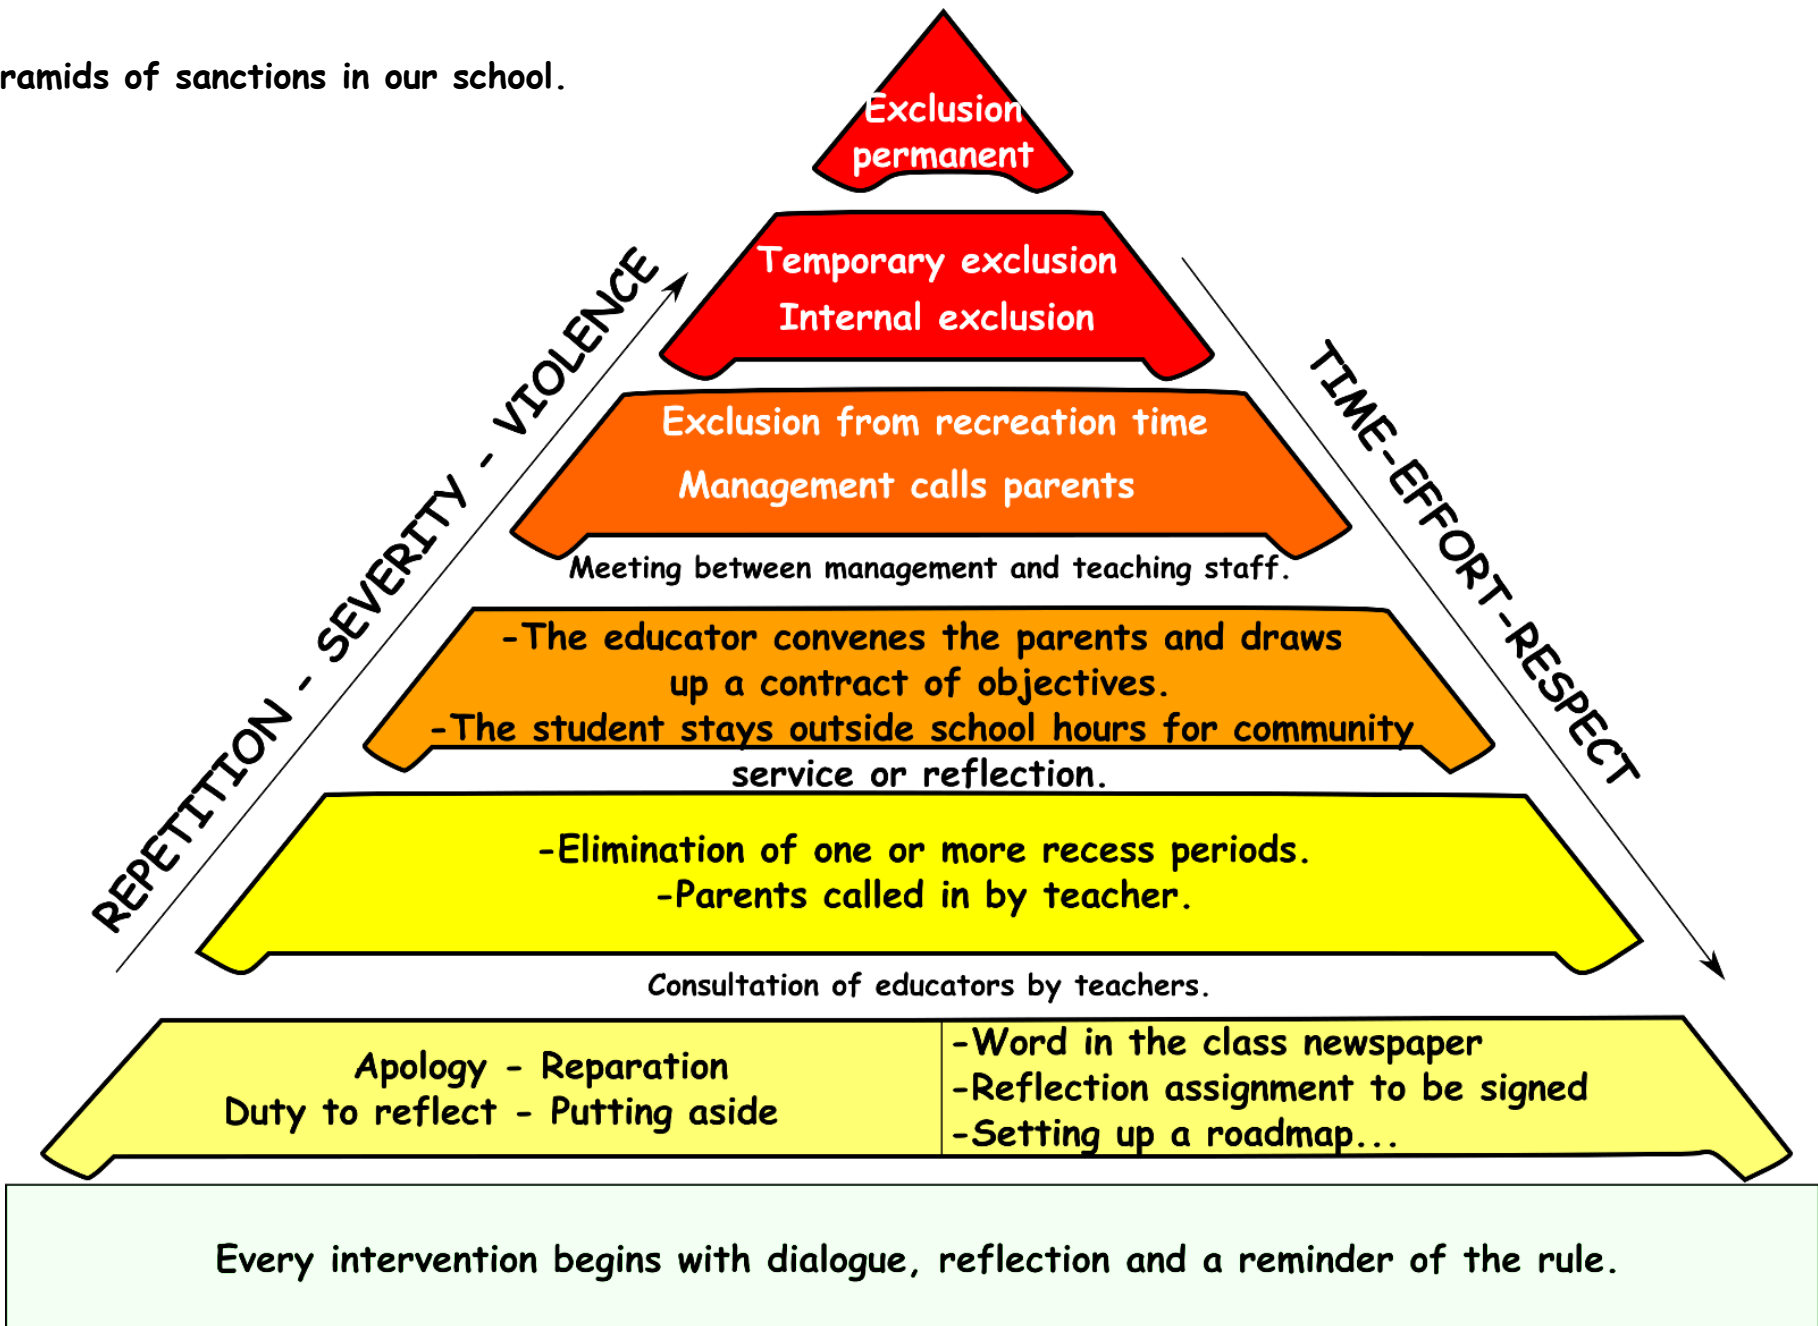 ramids of sanctions in our school.
Exclusion
permanent
Temporary exclusion
Internal exclusion
Exclusion from recreation time
Management calls parents
Meeting between management and teaching staff.
-The educator convenes the parents and draws
up a contract of objectives.
-The student stays outside school hours for community
service or reflection.
-Elimination of one or more recess periods.
-Parents called in by teacher.
Consultation of educators by teachers.
Apology - Reparation
Duty to reflect - Putting aside
-Word in the class newspaper
-Reflection assignment to be signed
-Setting up a roadmap...
Every intervention begins with dialogue, reflection and a reminder of the rule.
REPETITION - SEVERITY - VIOLENCE
TIME-EFFORT-RESPECT